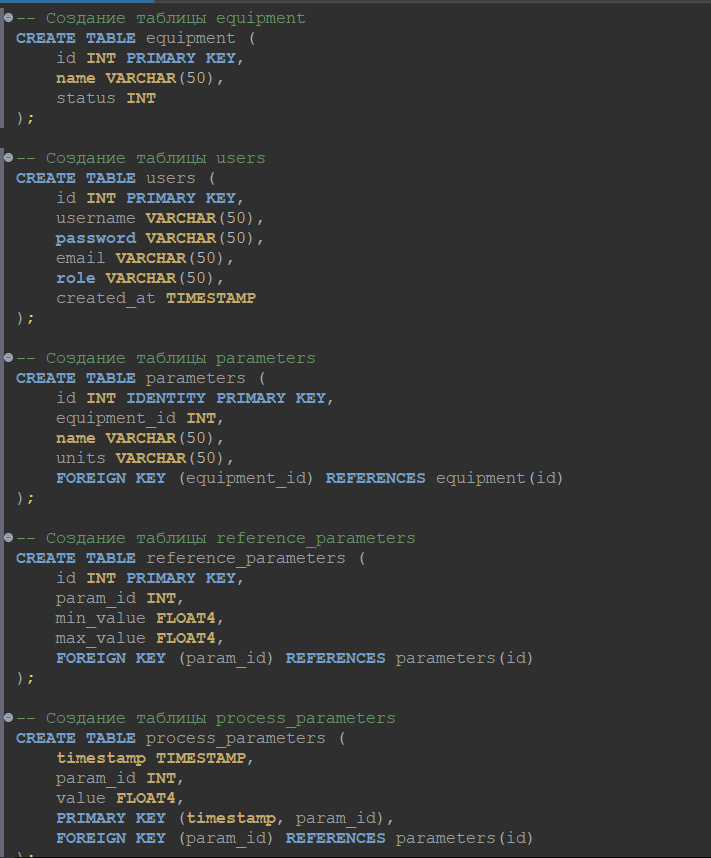 -- Создание таблицы equipment
CREATE TABLE equipment (
    id INT PRIMARY KEY,
    name VARCHAR(50),
    status INT
);
-- Создание таблицы users
CREATE TABLE users (
    id INT PRIMARY KEY,
    username VARCHAR(50),
    password VARCHAR(50),
    email VARCHAR(50),
    role VARCHAR(50),
    created_at TIMESTAMP
);
-- Создание таблицы parameters
CREATE TABLE parameters (
    id INT IDENTITY PRIMARY KEY,
    equipment_id INT,
    name VARCHAR(50),
    units VARCHAR(50),
    FOREIGN KEY (equipment_id) REFERENCES equipment(id)
);
-- Создание таблицы reference_parameters
CREATE TABLE reference_parameters (
    id INT PRIMARY KEY,
    param_id INT,
    min_value FLOAT4,
    max_value FLOAT4,
    FOREIGN KEY (param_id) REFERENCES parameters(id)
);
-- Создание таблицы process_parameters
CREATE TABLE process_parameters (
    timestamp TIMESTAMP,
    param_id INT,
    value FLOAT4,
    PRIMARY KEY (timestamp, param_id),
    FOREIGN KEY (param_id) REFERENCES parameters(id)
);